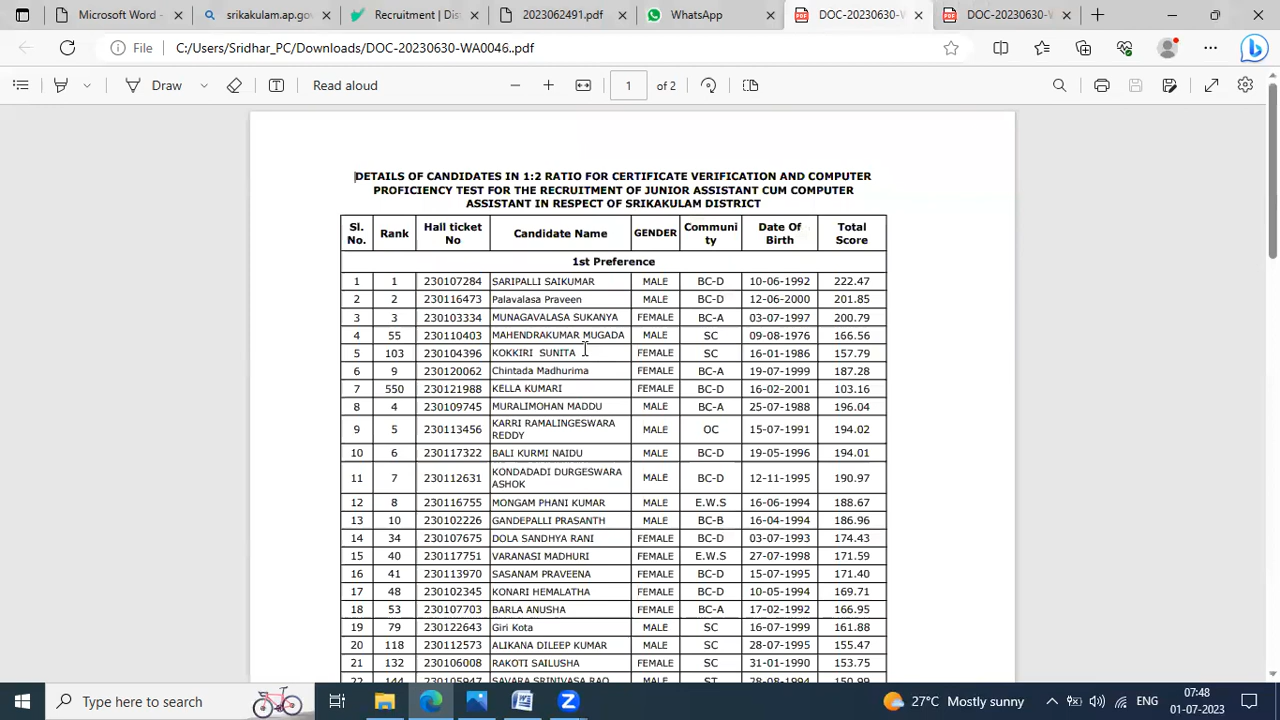 Microsoft Word -
srikakulam.ap.go
Recruitment | Dis
2023062491.pdf
WhatsApp
DOC-20230630-W
DOC-20230630-W
File C:/Users/Sridhar_PC/Downloads/DOC-20230630-WA0046..pdf
Draw Read aloud 1 of 2
DETAILS OF CANDIDATES IN 1:2 RATIO FOR CERTIFICATE VERIFICATION AND COMPUTER
PROFICIENCY TEST FOR THE RECRUITMENT OF JUNIOR ASSISTANT CUM COMPUTER
ASSISTANT IN RESPECT OF SRIKAKULAM DISTRICT
Sl. No. Rank Hall ticket No Candidate Name GENDER Communi ty Date Of Birth Total Score
1st Preference
1 1 230107284 SARIPALLI SAIKUMAR MALE BC-D 10-06-1992 222.47
2 2 230116473 Palavalasa Praveen MALE BC-D 12-06-2000 201.85
3 3 230103334 MUNAGAVALASA SUKANYA FEMALE BC-A 03-07-1997 200.79
4 55 230110403 MAHENDRAKUMAR MUGADA MALE SC 09-08-1976 166.56
5 103 230104396 KOKKIRI SUNITA FEMALE SC 16-01-1986 157.79
6 9 230120062 Chintada Madhurima FEMALE BC-A 19-07-1999 187.28
7 550 230121988 KELLA KUMARI FEMALE BC-D 16-02-2001 103.16
8 4 230109745 MURALIMOHAN MADDU MALE BC-A 25-07-1988 196.04
9 5 230113456 KARRI RAMALINGESWARA REDDY MALE OC 15-07-1991 194.02
10 6 230117322 BALI KURMI NAIDU MALE BC-D 19-05-1996 194.01
11 7 230112631 KONDADADI DURGESWARA ASHOK MALE BC-D 12-11-1995 190.97
12 8 230116755 MONGAM PHANI KUMAR MALE E.W.S 16-06-1994 188.67
13 10 230102226 GANDEPALLI PRASANTH MALE BC-B 16-04-1994 186.96
14 34 230107675 DOLA SANDHYA RANI FEMALE BC-D 03-07-1993 174.43
15 40 230117751 VARANASI MADHURI FEMALE E.W.S 27-07-1998 171.59
16 41 230113970 SASANAM PRAVEENA FEMALE BC-D 15-07-1995 171.40
17 48 230102345 KONARI HEMALATHA FEMALE BC-D 10-05-1994 169.71
18 53 230107703 BARLA ANUSHA FEMALE BC-A 17-02-1992 166.95
19 79 230122643 Giri Kota MALE SC 16-07-1999 161.88
20 118 230112573 ALIKANA DILEEP KUMAR MALE SC 28-07-1995 155.47
21 132 230106008 RAKOTI SAILUSHA FEMALE SC 31-01-1990 153.75
22 144 230105947 SAVARA SRINIVASA RAO MALE ST 28-08-1994 150.99
Type here to search
27°C Mostly sunny
ENG
07:48
01-07-2023